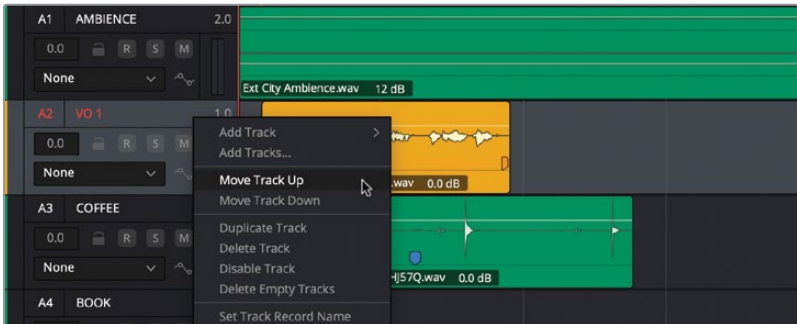 A1 AMBIENCE 2.0
0.0 R S M
None
Ext City Ambience.wav 12 dB
A2 VO 1 1.0
0.0 R S M
None
.wav 0.0 dB
Add Track
Add Tracks...
Move Track Up
Move Track Down
Duplicate Track
Delete Track
Disable Track
Delete Empty Tracks
Set Track Record Name
A3 COFFEE
0.0 R S M
None
HJ57Q.wav 0.0 dB
A4 BOOK